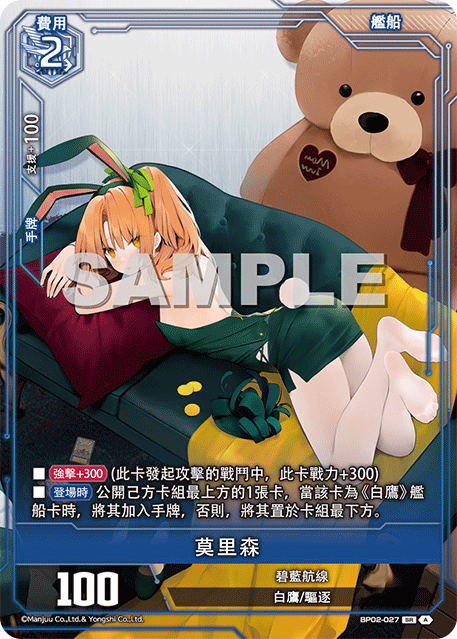 費用
艦船
2
支援+100
手牌
Mom
SAMPLE
■ 強擊+300 (此卡發起攻擊的戰鬥中，此卡戰力+300)
■ 登場時 公開己方卡組最上方的1張卡，當該卡為《白鷹》艦
船卡時，將其加入手牌，否則，將其置於卡組最下方。
莫里森
100
碧藍航線
白鷹/驅逐
©Manjuu Co.,Ltd.& Yongshi Co.,Ltd.
BP02-027 SR A